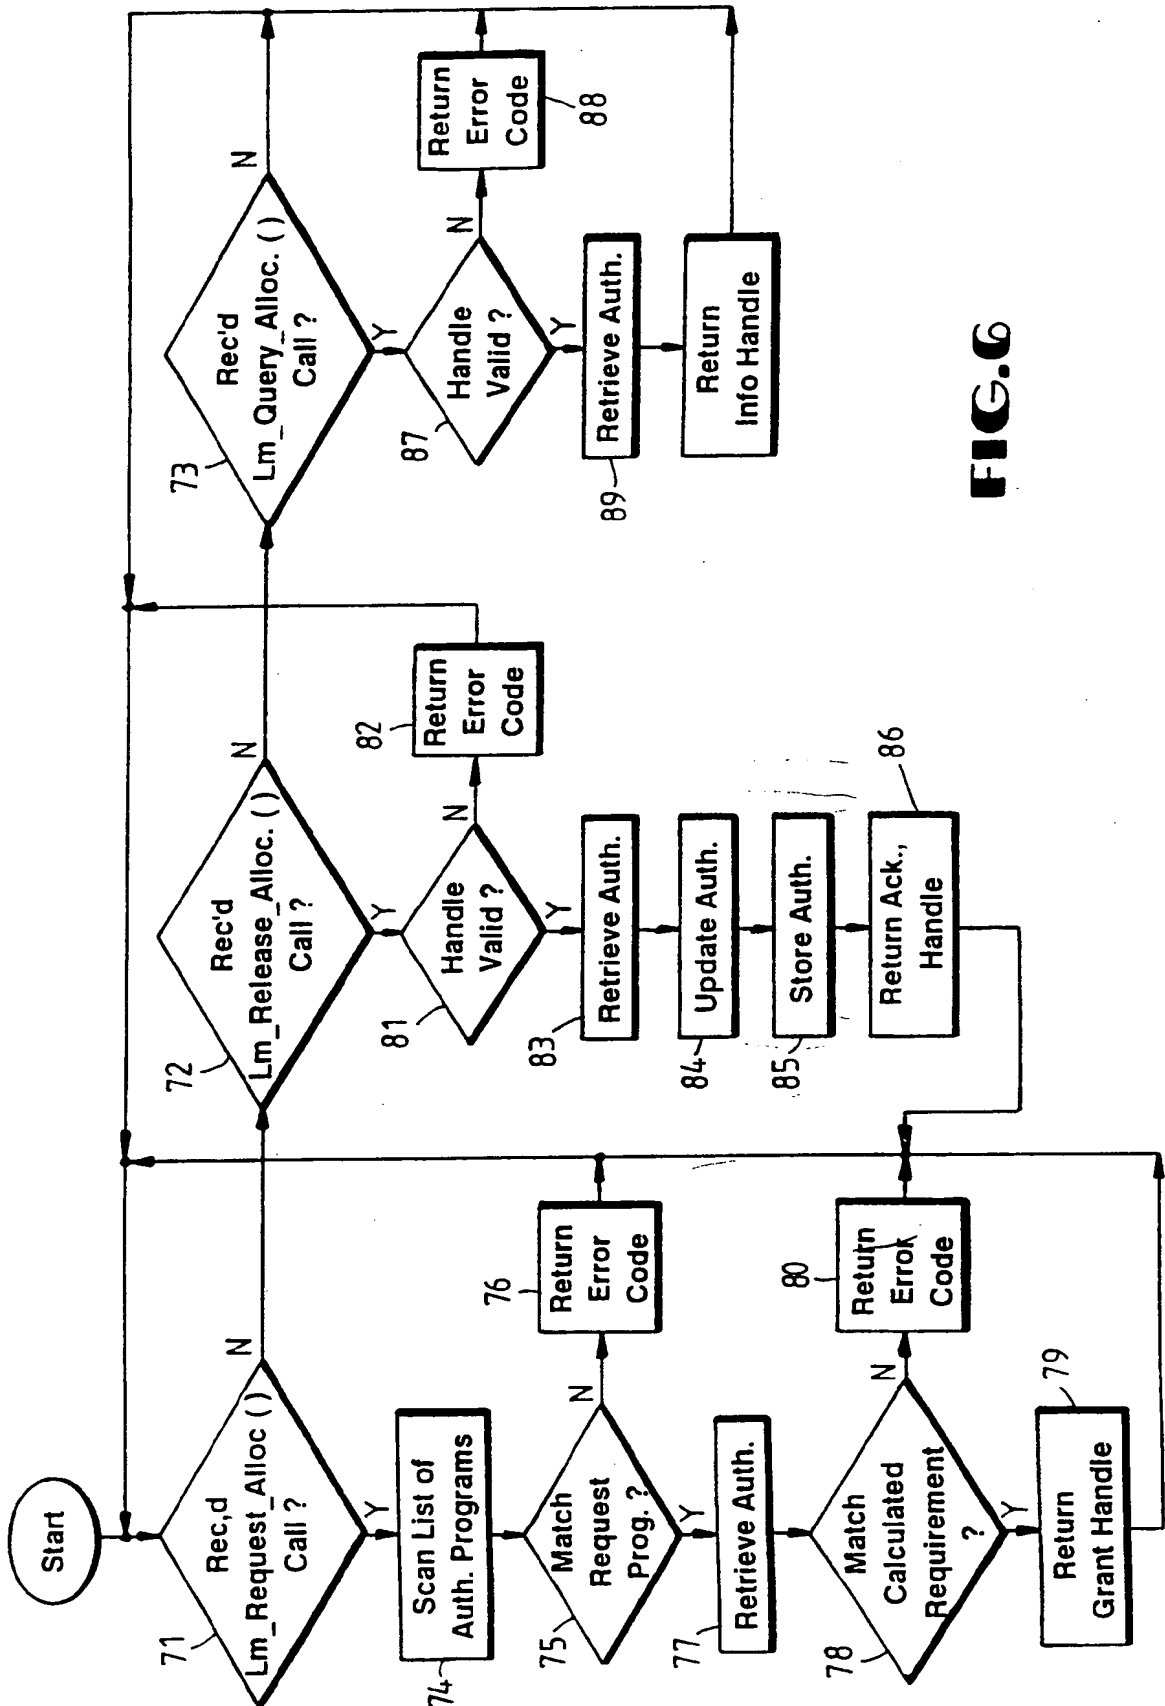 Start
71
Rec,d
Lm_Request_Alloc ( )
Call ?
N
Y
74
Scan List of
Auth. Programs
75
Match
Request
Prog. ?
N
Y
76
Return
Error
Code
77
Retrieve Auth.
78
Match
Calculated
Requirement
?
N
Y
80
Return
Error
Code
79
Return
Grant Handle
72
Rec'd
Lm_Release_Alloc. ( )
Call ?
N
Y
81
Handle
Valid ?
N
Y
82
Return
Error
Code
83
Retrieve Auth.
84
Update Auth.
85
Store Auth.
86
Return Ack.,
Handle
73
Rec'd
Lm_Query_Alloc. ( )
Call ?
N
Y
87
Handle
Valid ?
N
Y
88
Return
Error
Code
89
Retrieve Auth.
Return
Info Handle
FIG.6